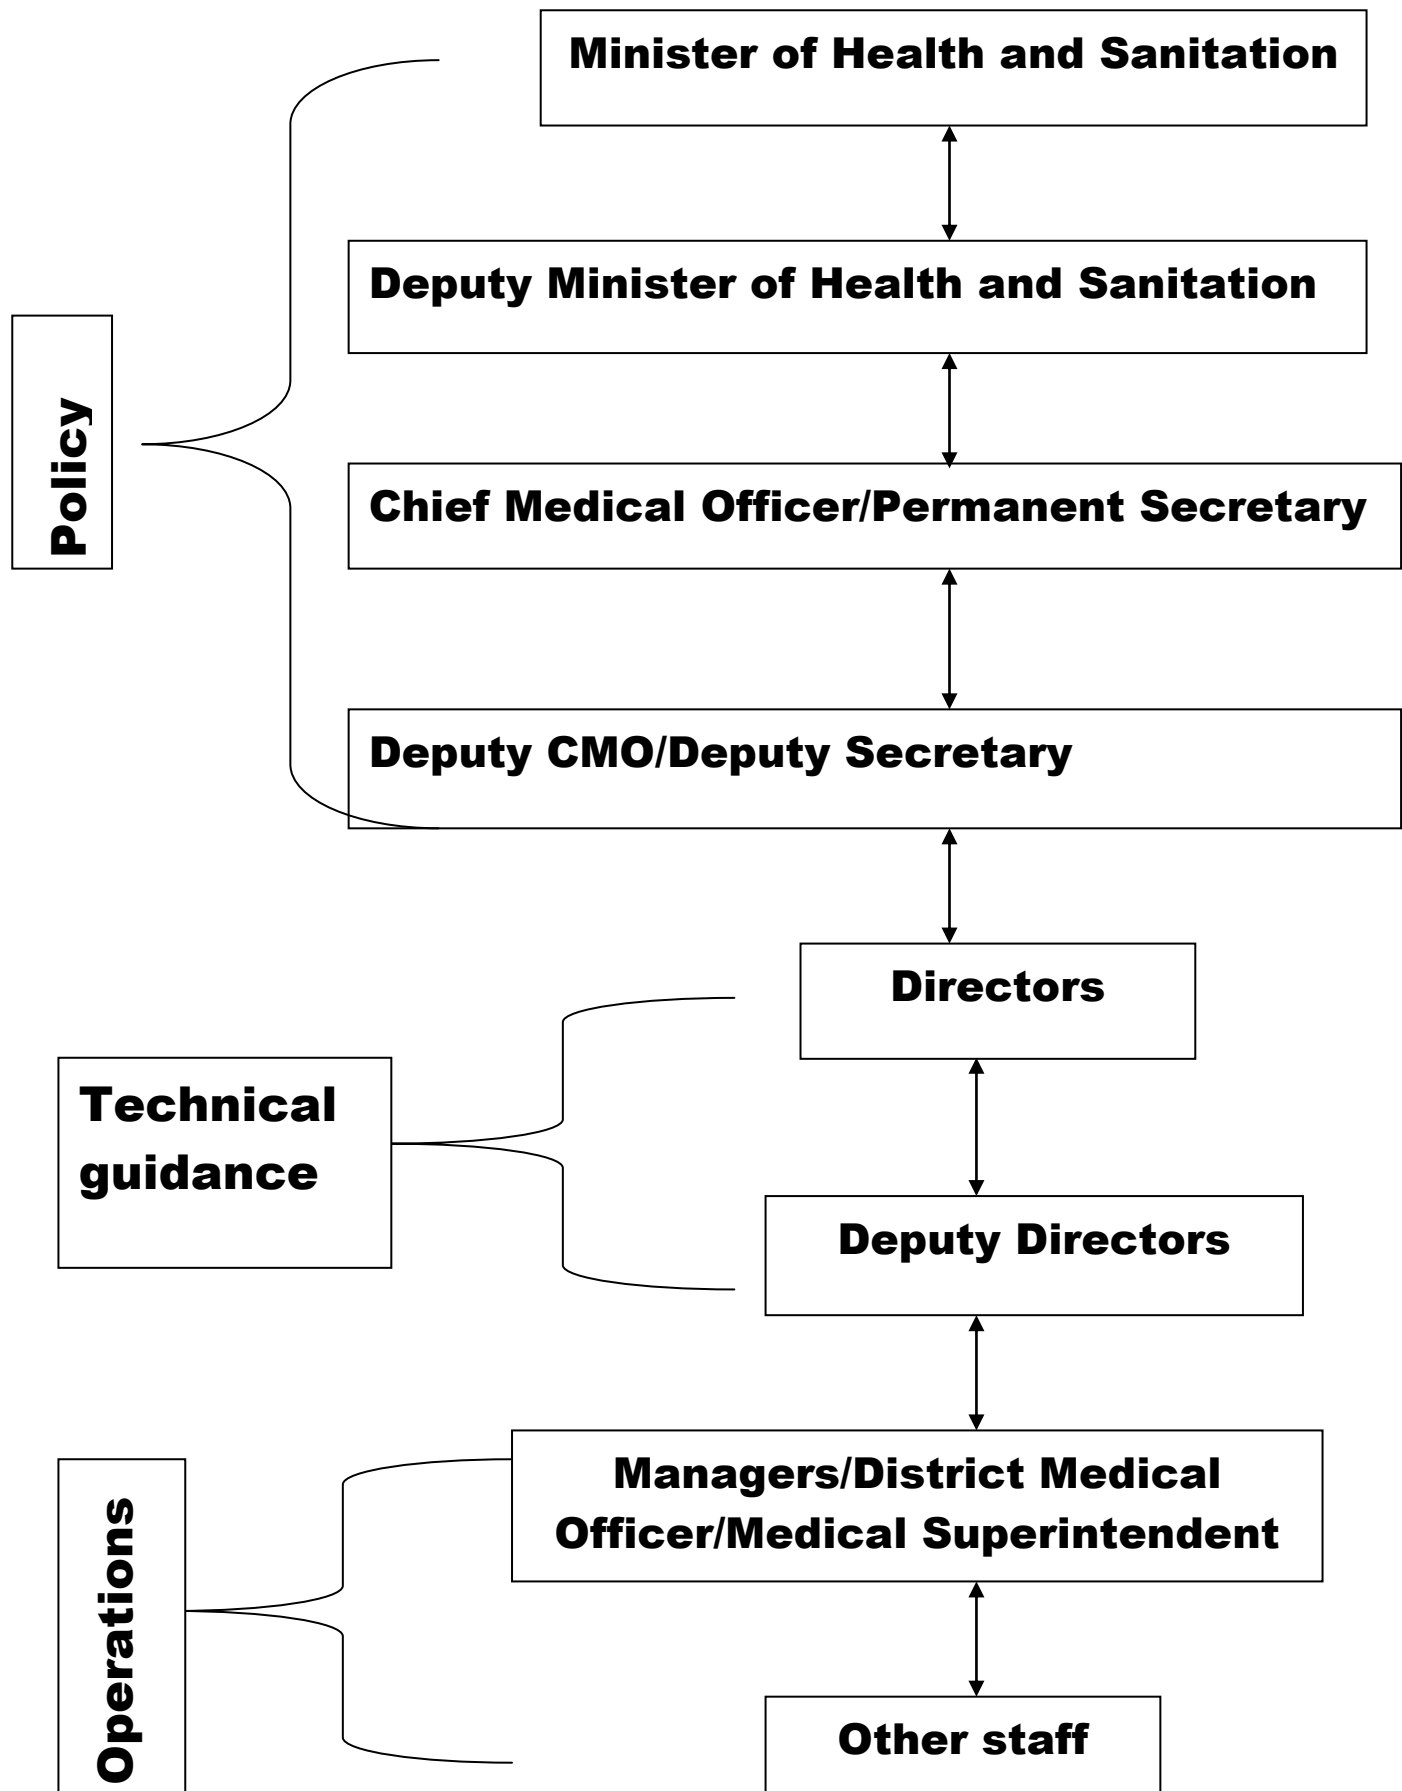 Minister of Health and Sanitation
Deputy Minister of Health and Sanitation
Policy
Chief Medical Officer/Permanent Secretary
Deputy CMO/Deputy Secretary
Directors
Technical
guidance
Deputy Directors
Managers/District Medical
Officer/Medical Superintendent
Operations
Other staff